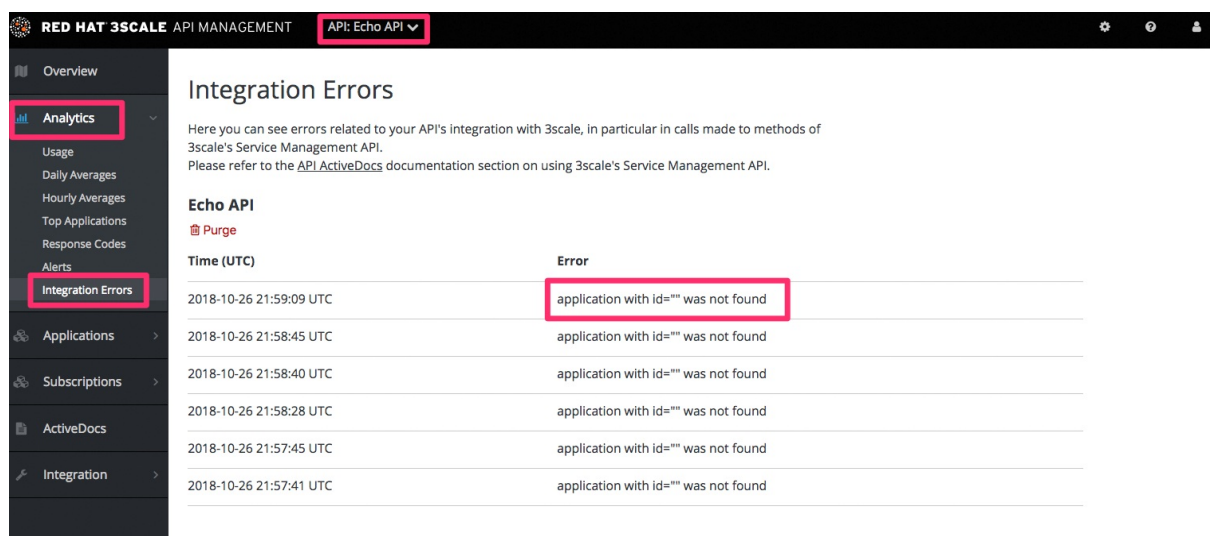 RED HAT 3SCALE API MANAGEMENT API: Echo API
Overview
Analytics
Usage
Daily Averages
Hourly Averages
Top Applications
Response Codes
Alerts
Integration Errors
Applications
Subscriptions
ActiveDocs
Integration
Integration Errors
Here you can see errors related to your API's integration with 3scale, in particular in calls made to methods of
3scale's Service Management API.
Please refer to the API ActiveDocs documentation section on using 3scale's Service Management API.
Echo API
Purge
Time (UTC) Error
2018-10-26 21:59:09 UTC application with id="" was not found
2018-10-26 21:58:45 UTC application with id="" was not found
2018-10-26 21:58:40 UTC application with id="" was not found
2018-10-26 21:58:28 UTC application with id="" was not found
2018-10-26 21:57:45 UTC application with id="" was not found
2018-10-26 21:57:41 UTC application with id="" was not found